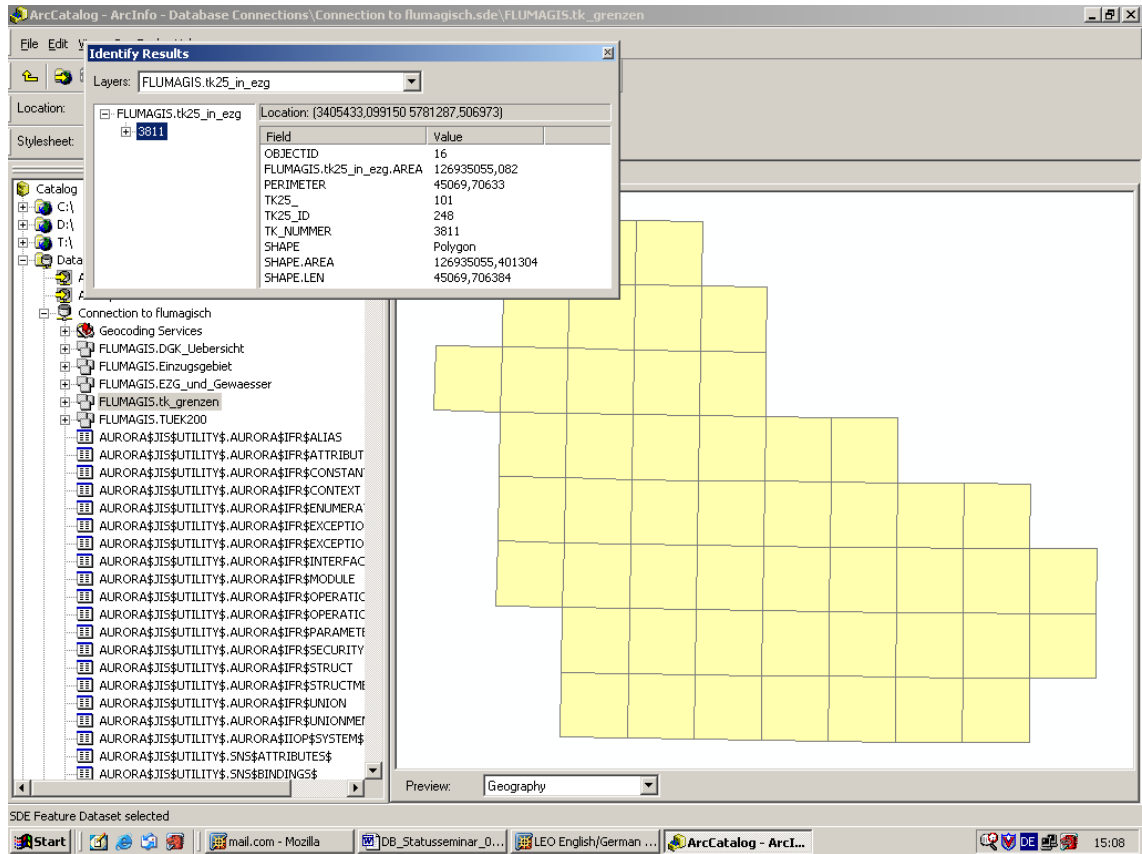 ArcCatalog - ArcInfo - Database Connections\Connection to flumagisch.sde\FLUMAGIS.tk_grenzen
File Edit
Identify Results
Layers: FLUMAGIS.tk25_in_ezg
Location:
Stylesheet:
FLUMAGIS.tk25_in_ezg
3811
Location: (3405433,099150 5781287,506973)
Field Value
OBJECTID 16
FLUMAGIS.tk25_in_ezg.AREA 126935055,082
PERIMETER 45069,70633
TK25_ 101
TK25_ID 248
TK_NUMMER 3811
SHAPE Polygon
SHAPE.AREA 126935055,401304
SHAPE.LEN 45069,706384
Catalog
C:\
D:\
T:\
Data
Connection to flumagisch
Geocoding Services
FLUMAGIS.DGK_Uebersicht
FLUMAGIS.Einzugsgebiet
FLUMAGIS.EZG_und_Gewaesser
FLUMAGIS.tk_grenzen
FLUMAGIS.TUEK200
AURORA$JIS$UTILITY$.AURORA$IFR$ALIAS
AURORA$JIS$UTILITY$.AURORA$IFR$ATTRIBUT
AURORA$JIS$UTILITY$.AURORA$IFR$CONSTAN
AURORA$JIS$UTILITY$.AURORA$IFR$CONTEXT
AURORA$JIS$UTILITY$.AURORA$IFR$ENUMERA
AURORA$JIS$UTILITY$.AURORA$IFR$EXCEPTIO
AURORA$JIS$UTILITY$.AURORA$IFR$EXCEPTIO
AURORA$JIS$UTILITY$.AURORA$IFR$INTERFAC
AURORA$JIS$UTILITY$.AURORA$IFR$MODULE
AURORA$JIS$UTILITY$.AURORA$IFR$OPERATIC
AURORA$JIS$UTILITY$.AURORA$IFR$OPERATIC
AURORA$JIS$UTILITY$.AURORA$IFR$PARAMETE
AURORA$JIS$UTILITY$.AURORA$IFR$SECURITY
AURORA$JIS$UTILITY$.AURORA$IFR$STRUCT
AURORA$JIS$UTILITY$.AURORA$IFR$STRUCTME
AURORA$JIS$UTILITY$.AURORA$IFR$UNION
AURORA$JIS$UTILITY$.AURORA$IFR$UNIONMEI
AURORA$JIS$UTILITY$.AURORA$IIOP$SYSTEM$
AURORA$JIS$UTILITY$.SNS$ATTRIBUTES$
AURORA$JIS$UTILITY$.SNS$BINDINGS$
Preview: Geography
SDE Feature Dataset selected
Start mail.com - Mozilla DB_Statusseminar_0... LEO English/German ... ArcCatalog - ArcI... DE 15:08